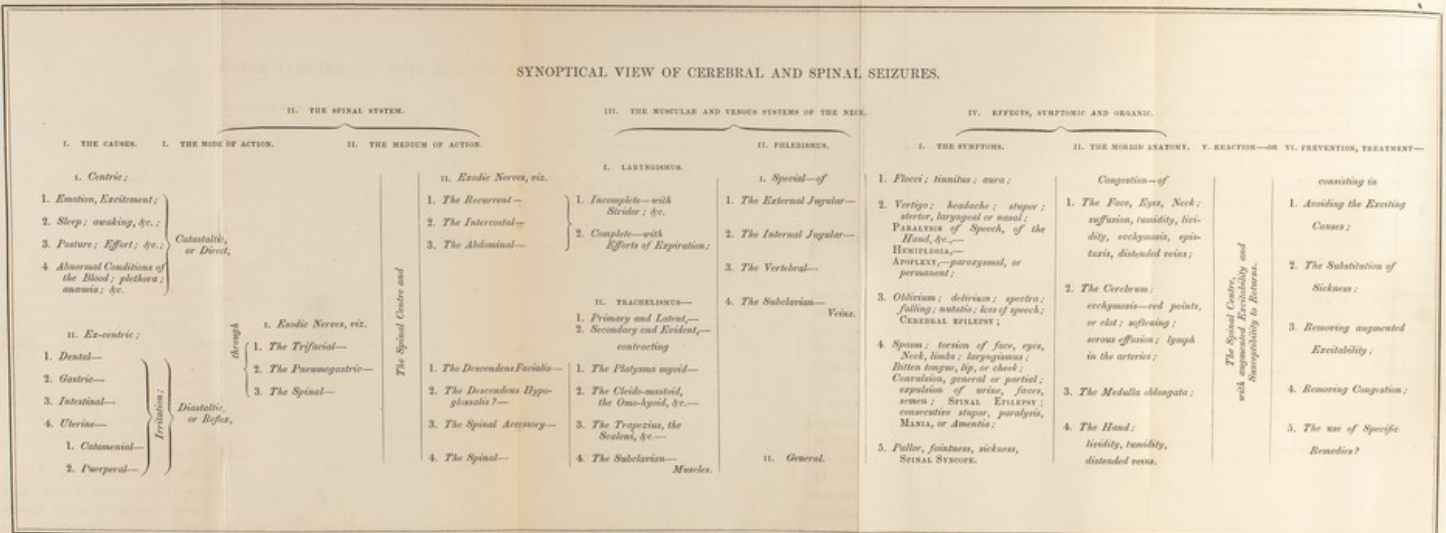 SYNOPTICAL VIEW OF CEREBRAL AND SPINAL SEIZURES.
II. THE SPINAL SYSTEM.
III. THE MUSCULAR AND VENOUS SYSTEMS OF THE NECK.
IV. EFFECTS, SYMPTOMIC AND ORGANIC.
I. THE CAUSES.
I. THE MODE OF ACTION.
II. THE MEDIUM OF ACTION.
I. Centric;
1. Emotion, Excitement;
2. Sleep; awaking, &c.;
3. Posture; Effort; &c.;
4 Abnormal Conditions of
the Blood; plethora;
anæmia; &c.
Catastaltic,
or Direct,
II. Ex-centric;
1. Dental—
2. Gastric—
3. Intestinal—
4. Uterine—
1. Catamenial—
2. Puerperal—
Irritation;
Diastaltic,
or Reflex,
through
I. Esodic Nerves, viz.
1. The Trifacial—
2. The Pneumogastric—
3. The Spinal—
The Spinal Centre and
II. Exodic Nerves, viz.
1. The Recurrent—
2. The Intercostal—
3. The Abdominal—
1. The Descendens Facialis—
2. The Descendens Hypo-
glossalis?—
3. The Spinal Accessory—
4. The Spinal—
I. LARYNGISMUS.
1. Incomplete—with
Stridor; &c.
2. Complete—with
Efforts of Expiration;
II. TRACHELISMUS—
1. Primary and Latent,—
2. Secondary and Evident,—
contracting
1. The Platysma myoid—
2. The Cleido-mastoid,
the Omo-hyoid, &c.—
3. The Trapezius, the
Scaleni, &c.—
4. The Subclavian—
Muscles.
II. PHLEBISMUS.
I. Special—of
1. The External Jugular—
2. The Internal Jugular—
3. The Vertebral—
4. The Subclavian—
Veins.
II. General.
I. THE SYMPTOMS.
1. Flocci; tinnitus; aura;
2. Vertigo; headache; stupor;
stertor, laryngeal or nasal;
PARALYSIS of Speech, of the
Hand, &c.,—
HEMIPLEGIA,—
APOPLEXY,—paroxysmal, or
permanent;
3. Oblivium; delirium; spectra;
falling; mutatis; loss of speech;
CEREBRAL EPILEPSY;
4 Spasm; torsion of face, eyes,
Neck, limbs; laryngismus;
Bitten tongue, lip, or cheek;
Convulsion, general or partial;
expulsion of urine, fæces,
semen; SPINAL EPILEPSY;
consecutive stupor, paralysis,
MANIA, or Amentia;
5. Pallor, faintness, sickness,
SPINAL SYNCOPE.
II. THE MORBID ANATOMY.
Congestion—of
1. The Face, Eyes, Neck;
suffusion, tumidity, livi-
dity, ecchymosis, epis-
taxis, distended veins;
2. The Cerebrum;
ecchymosis—red points,
or clot; softening;
serous effusion; lymph
in the arteries;
3. The Medulla oblongata;
4. The Hand;
lividity, tumidity,
distended veins.
V. REACTION—OR
The Spinal Centre,
with augmented Excitability and
Susceptibility to Returns.
VI. PREVENTION, TREATMENT—
consisting in
1. Avoiding the Exciting
Causes;
2. The Substitution of
Sickness;
3. Removing augmented
Excitability;
4. Removing Congestion;
5. The use of Specific
Remedies?